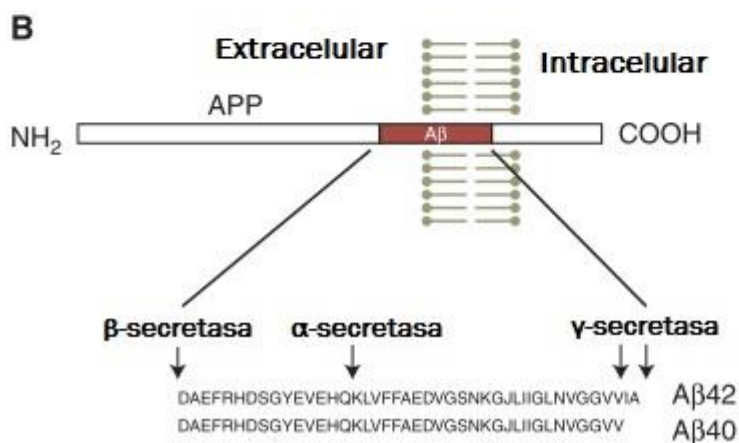 B
Extracelular
Intracelular
APP
NH₂
Aβ
COOH
β-secretasa α-secretasa γ-secretasa
DAEFRHDSGYEVEHQKLVFFAEDVGSNKGJLIIGLNVGGVVIA Aβ42
DAEFRHDSGYEVEHQKLVFFAEDVGSNKGJLIIGLNVGGVV Aβ40